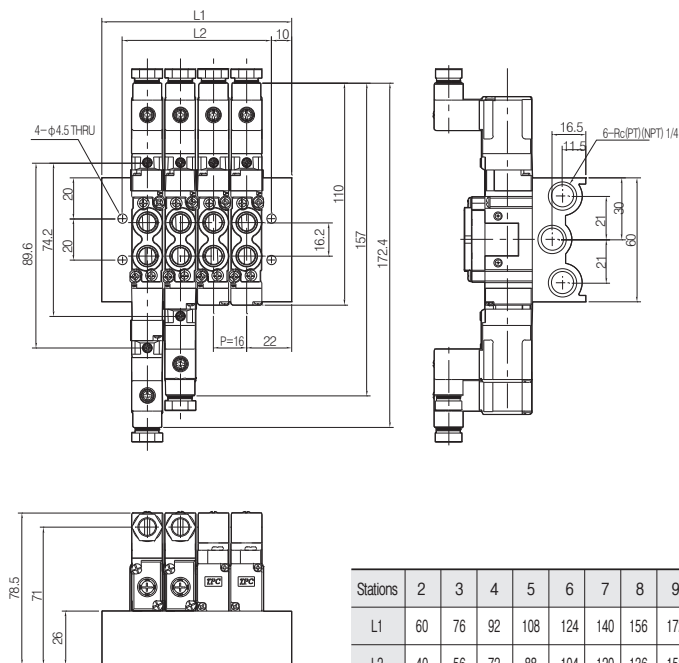 L1
L2
10
4-φ4.5 THRU
89.6
74.2
20
20
16.2
110
157
172.4
P=16
22
16.5
11.5
6-Rc(PT)(NPT) 1/4
21
21
30
60
78.5
71
26
TPC
TPC
Stations 2 3 4 5 6 7 8 9
L1 60 76 92 108 124 140 156
L2 40 56 72 88 104 120 136